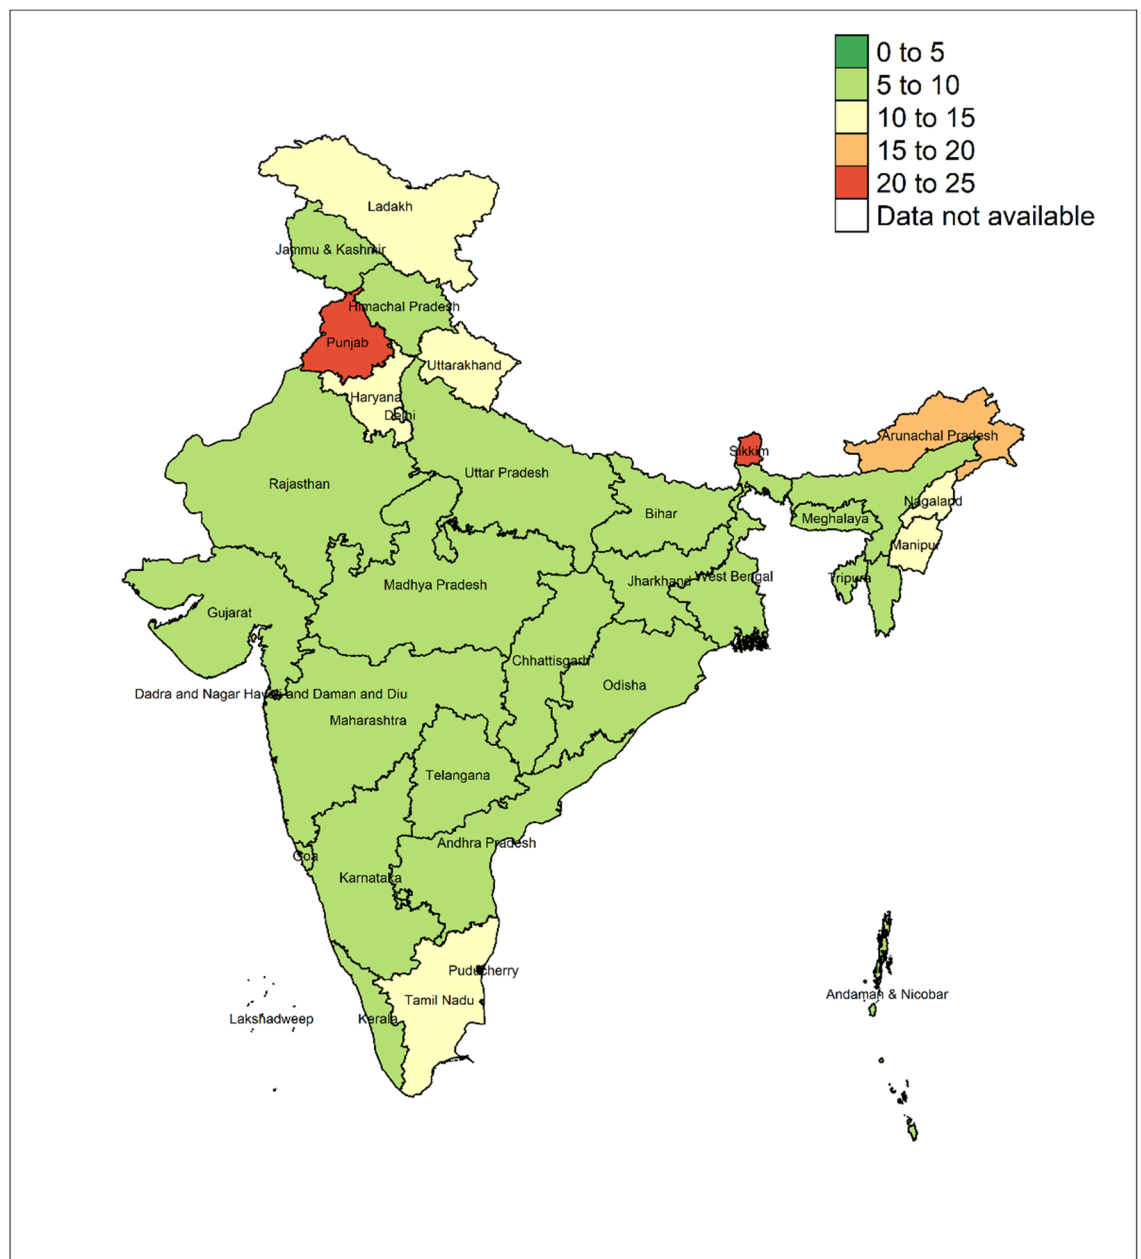 0 to 5
5 to 10
10 to 15
15 to 20
20 to 25
Data not available
Ladakh
Jammu & Kashmir
Himachal Pradesh
Punjab
Uttarakhand
Haryana
Delhi
Arunachal Pradesh
Sikkim
Uttar Pradesh
Rajasthan
Nagaland
Bihar
Meghalaya
Manipur
Jharkhand
West Bengal
Tripura
Madhya Pradesh
Gujarat
Chhattisgarh
Odisha
Dadra and Nagar Haveli and Daman and Diu
Maharashtra
Telangana
Andhra Pradesh
Goa
Karnataka
Puducherry
Andaman & Nicobar
Tamil Nadu
Lakshadweep
Kerala